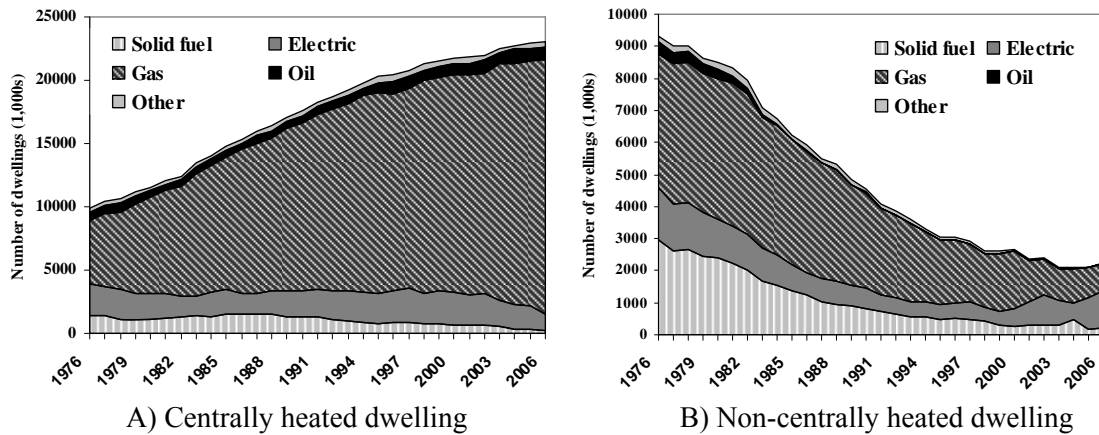 25000
20000
15000
10000
5000
0
Number of dwellings (1,000s)
Solid fuel
Electric
Gas
Oil
Other
1976
1979
1982
1985
1988
1991
1994
1997
2000
2003
2006
A) Centrally heated dwelling
10000
9000
8000
7000
6000
5000
4000
3000
2000
1000
0
Number of dwellings (1,000s)
Solid fuel
Electric
Gas
Oil
Other
1976
1979
1982
1985
1988
1991
1994
1997
2000
2003
2006
B) Non-centrally heated dwelling